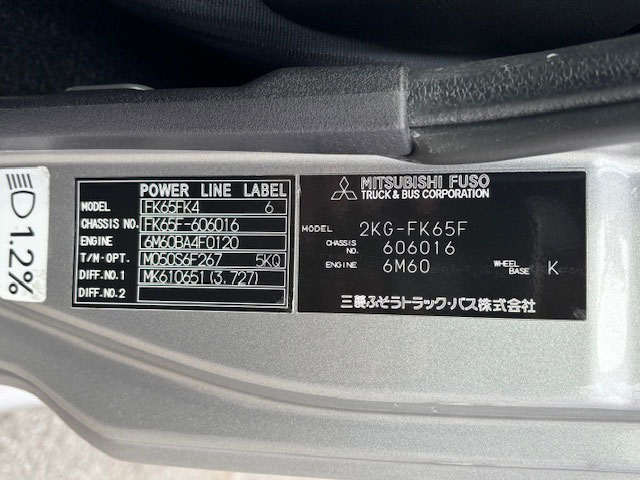 1.2%
POWER LINE LABEL
MODEL FK65FK4 6
CHASSIS NO. FK65F-606016
ENGINE 6M60BA4F0120
T/N-OPT. M050S6F267 5KQ
DIFF.NO.1 MK610651 (3.727)
DIFF.NO.2
MITSUBISHI FUSO
TRUCK & BUS CORPORATION
MODEL 2KG-FK65F
CHASSIS NO. 606016
ENGINE 6M60 WHEEL BASE K
三菱ふそうトラック・バス株式会社